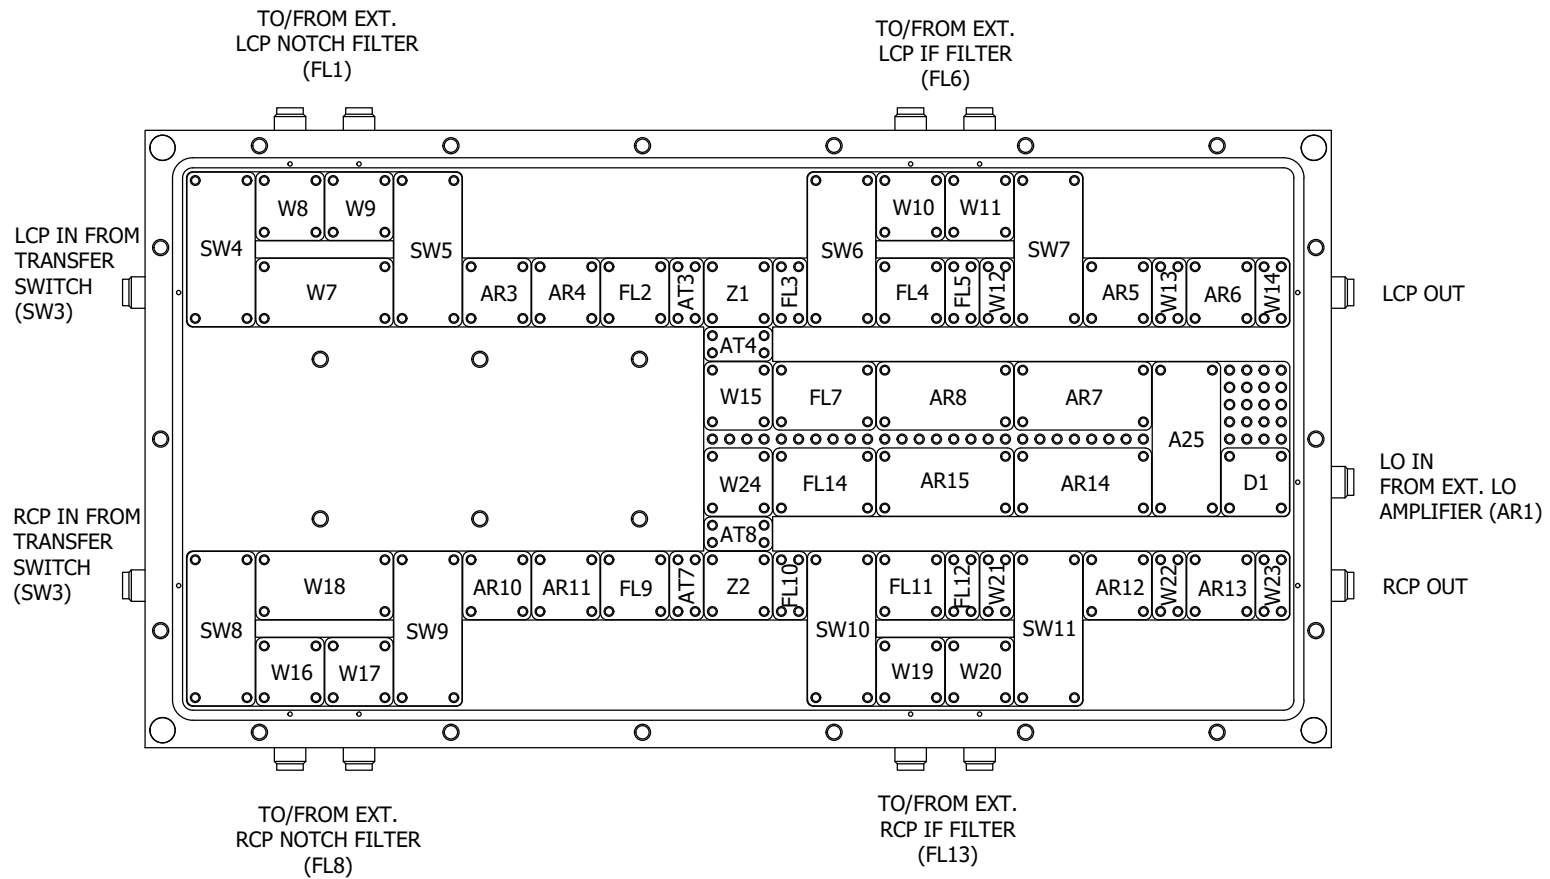 TO/FROM EXT.
LCP NOTCH FILTER
(FL1)
TO/FROM EXT.
LCP IF FILTER
(FL6)
LCP IN FROM
TRANSFER
SWITCH
(SW3)
SW4
W8
W9
W7
SW5
AR3
AR4
FL2
AT3
Z1
FL3
SW6
W10
W11
FL4
FL5
W12
SW7
AR5
W13
AR6
W14
LCP OUT
AT4
W15
FL7
AR8
AR7
A25
W24
FL14
AR15
AR14
D1
LO IN
FROM EXT. LO
AMPLIFIER (AR1)
AT8
RCP IN FROM
TRANSFER
SWITCH
(SW3)
SW8
W18
W16
W17
SW9
AR10
AR11
FL9
AT7
Z2
FL10
SW10
FL11
FL12
W21
W19
W20
SW11
AR12
W22
AR13
W23
RCP OUT
TO/FROM EXT.
RCP NOTCH FILTER
(FL8)
TO/FROM EXT.
RCP IF FILTER
(FL13)